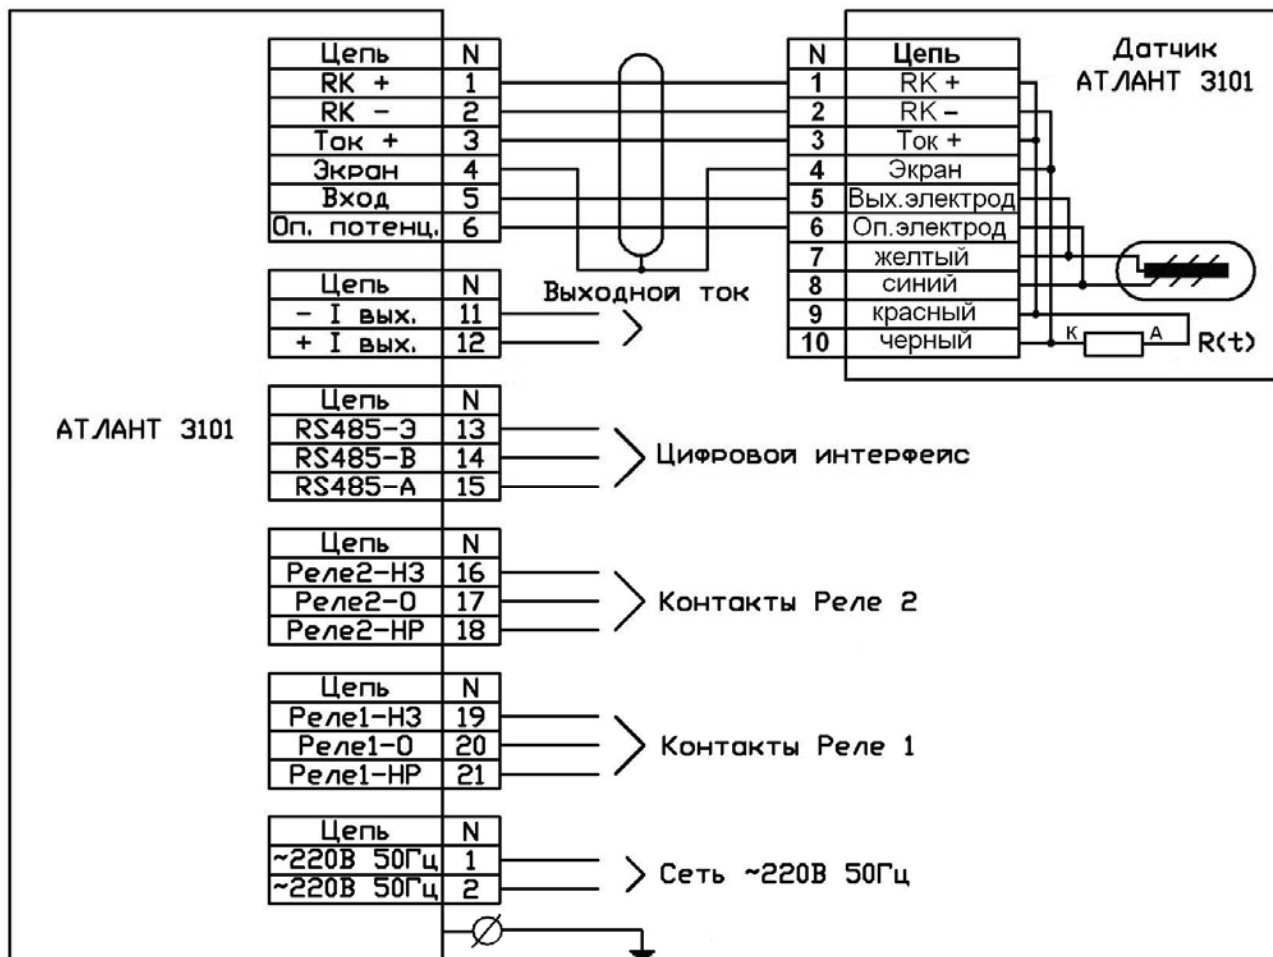 Цепь N
RK + 1
RK - 2
Ток + 3
Экран 4
Вход 5
Оп. потенц. 6
N Цепь
1 RK +
2 RK –
3 Ток +
4 Экран
5 Вых.электрод
6 Оп.электрод
7 желтый
8 синий
9 красный
10 черный
Датчик
АТЛАНТ 3101
К А R(t)
Цепь N
- I вых. 11
+ I вых. 12
Выходной ток
АТЛАНТ 3101
Цепь N
RS485-Э 13
RS485-В 14
RS485-А 15
Цифровой интерфейс
Цепь N
Реле2-НЗ 16
Реле2-О 17
Реле2-НР 18
Контакты Реле 2
Цепь N
Реле1-НЗ 19
Реле1-О 20
Реле1-НР 21
Контакты Реле 1
Цепь N
~220В 50Гц 1
~220В 50Гц 2
Сеть ~220В 50Гц